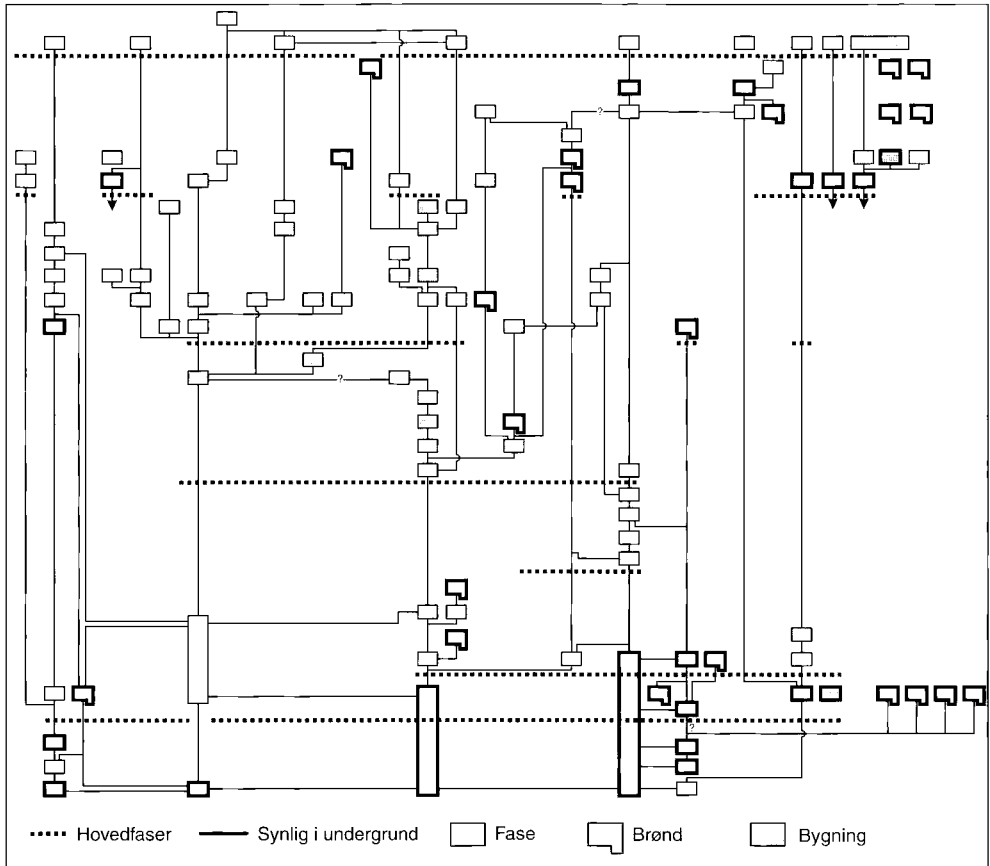 ?
?
?
Hovedfaser
Synlig i undergrund
Fase
Brønd
Bygning